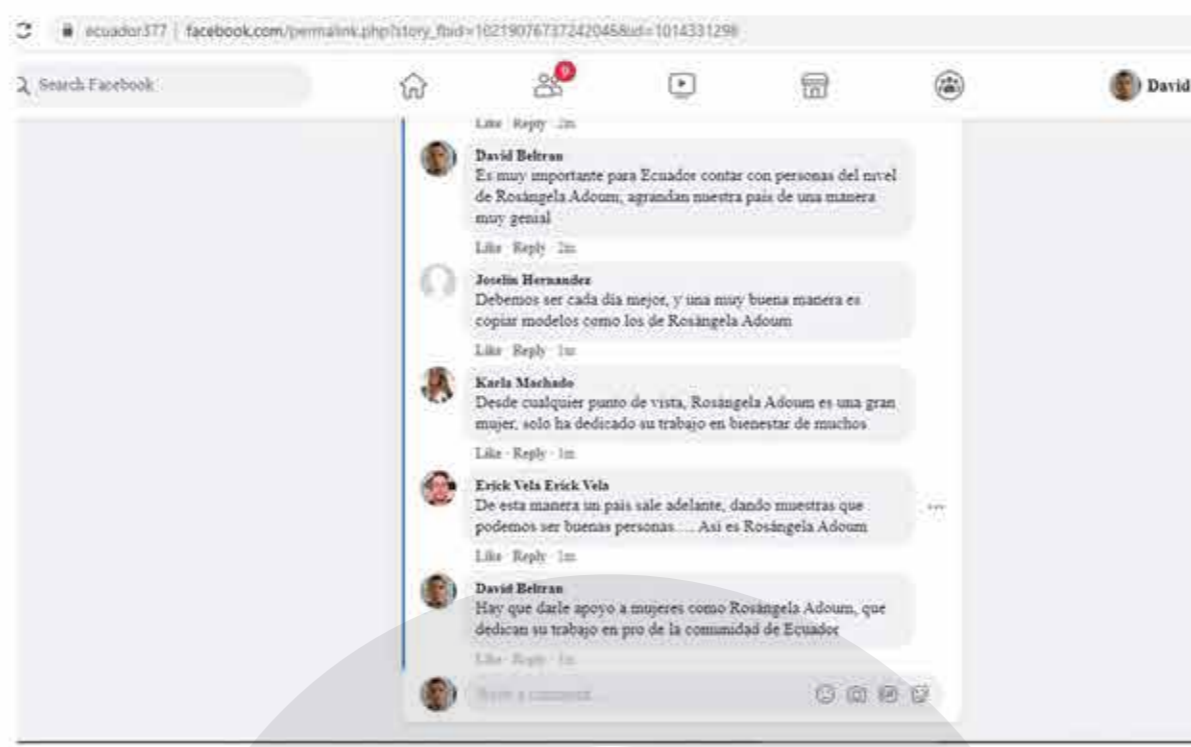 ecuador377 | facebook.com/permalink.php?story_fbid=10219076737242045&id=1014331298
Search Facebook
9
David
Like · Reply · 2m
David Beltran
Es muy importante para Ecuador contar con personas del nivel
de Rosángela Adoum, agrandan nuestra país de una manera
muy genial
Like · Reply · 2m
Joselin Hernandez
Debemos ser cada día mejor, y una muy buena manera es
copiar modelos como los de Rosángela Adoum
Like · Reply · 1m
Karla Machado
Desde cualquier punto de vista, Rosángela Adoum es una gran
mujer, solo ha dedicado su trabajo en bienestar de muchos
Like · Reply · 1m
Erick Vela Erick Vela
De esta manera un país sale adelante, dando muestras que
podemos ser buenas personas.... Así es Rosángela Adoum
Like · Reply · 1m
David Beltran
Hay que darle apoyo a mujeres como Rosángela Adoum, que
dedican su trabajo en pro de la comunidad de Ecuador
Like · Reply · 1m
Write a comment...